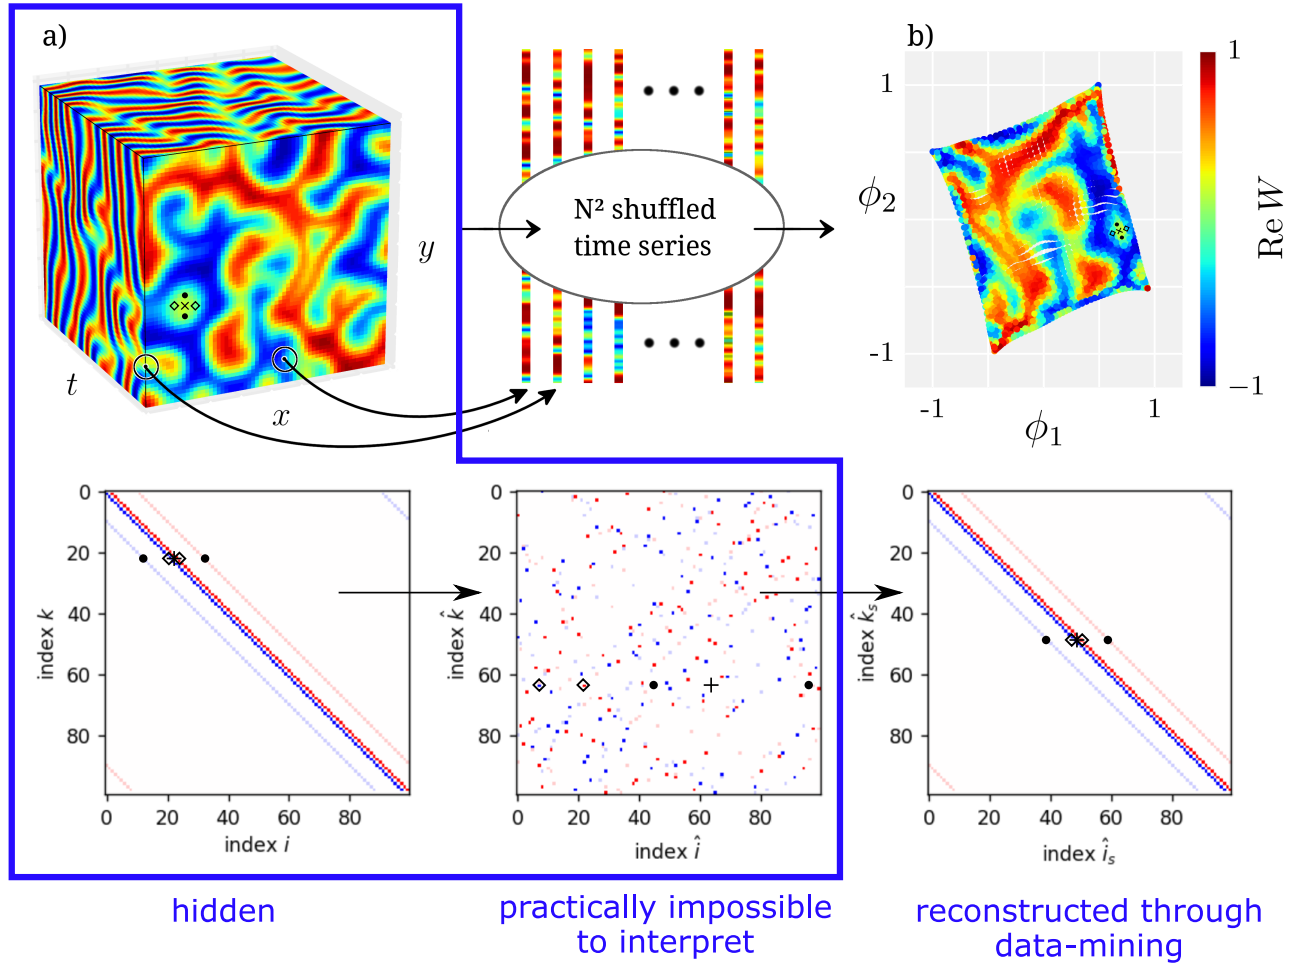 a)
t
x
y
N² shuffled
time series
b)
1
ϕ₂
-1
-1
1
ϕ₁
1
−1
Re W
0
20
40
60
80
index k
0 20 40 60 80
index i
0
20
40
60
80
index k̂
0 20 40 60 80
index î
0
20
40
60
80
index k̂ₛ
0 20 40 60 80
index îₛ
hidden
practically impossible
to interpret
reconstructed through
data-mining